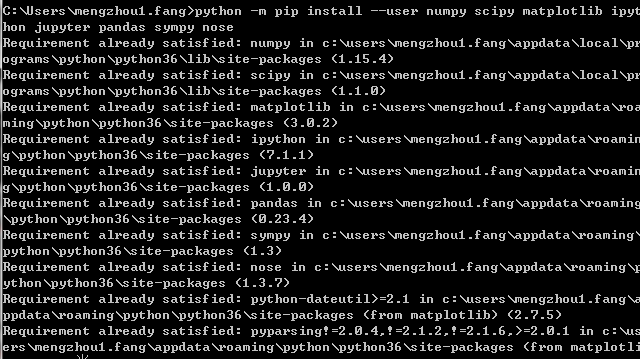 C:\Users\mengzhou1.fang>python -m pip install --user numpy scipy matplotlib ipyt
hon jupyter pandas sympy nose
Requirement already satisfied: numpy in c:\users\mengzhou1.fang\appdata\local\pr
ograms\python\python36\lib\site-packages (1.15.4)
Requirement already satisfied: scipy in c:\users\mengzhou1.fang\appdata\local\pr
ograms\python\python36\lib\site-packages (1.1.0)
Requirement already satisfied: matplotlib in c:\users\mengzhou1.fang\appdata\roa
ming\python\python36\site-packages (3.0.2)
Requirement already satisfied: ipython in c:\users\mengzhou1.fang\appdata\roamin
g\python\python36\site-packages (7.1.1)
Requirement already satisfied: jupyter in c:\users\mengzhou1.fang\appdata\roamin
g\python\python36\site-packages (1.0.0)
Requirement already satisfied: pandas in c:\users\mengzhou1.fang\appdata\roaming
\python\python36\site-packages (0.23.4)
Requirement already satisfied: sympy in c:\users\mengzhou1.fang\appdata\roaming\
python\python36\site-packages (1.3)
Requirement already satisfied: nose in c:\users\mengzhou1.fang\appdata\roaming\p
ython\python36\site-packages (1.3.7)
Requirement already satisfied: python-dateutil>=2.1 in c:\users\mengzhou1.fang\a
ppdata\roaming\python\python36\site-packages (from matplotlib) (2.7.5)
Requirement already satisfied: pyparsing!=2.0.4,!=2.1.2,!=2.1.6,>=2.0.1 in c:\us
ers\mengzhou1.fang\appdata\roaming\python\python36\site-packages (from matplotli